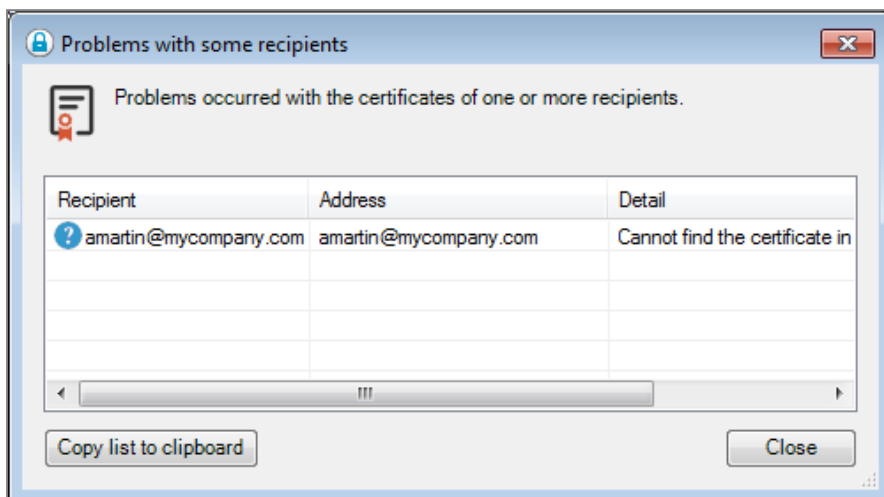 Problems with some recipients
Problems occurred with the certificates of one or more recipients.
Recipient Address Detail
amartin@mycompany.com amartin@mycompany.com Cannot find the certificate in
Copy list to clipboard Close